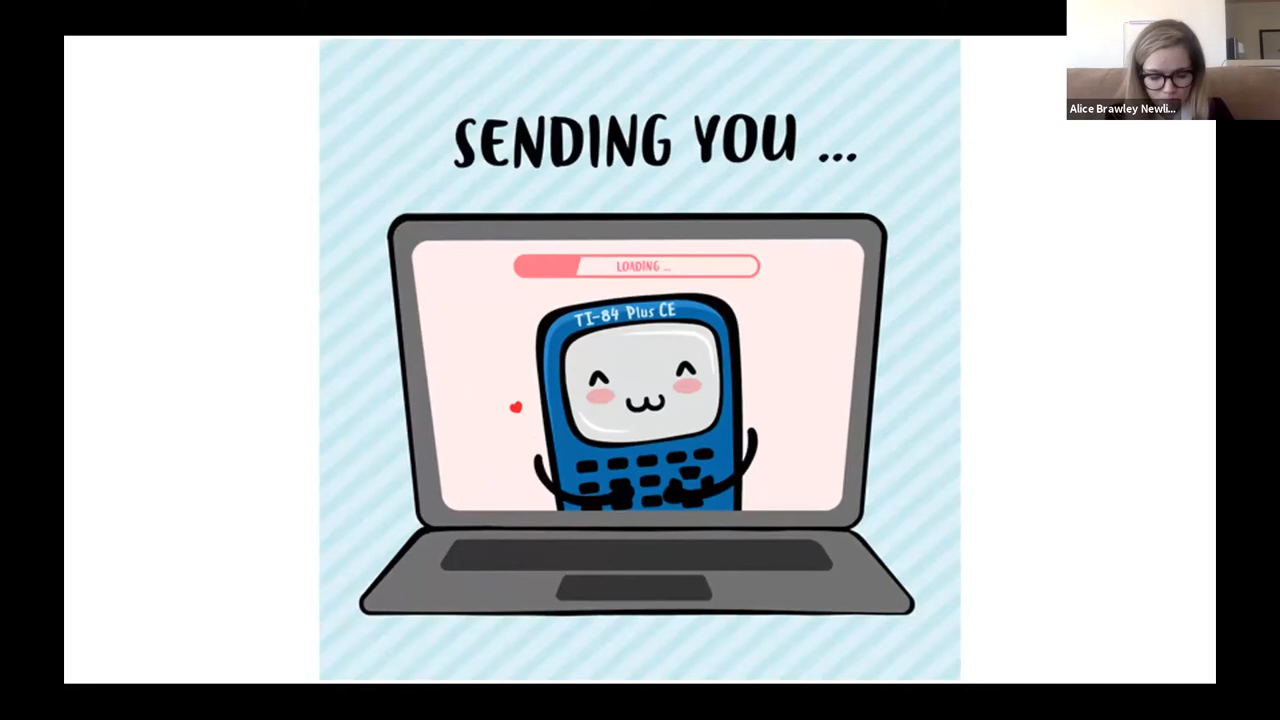 SENDING YOU ...
LOADING ...
TI-84 Plus CE
Alice Brawley Newli...